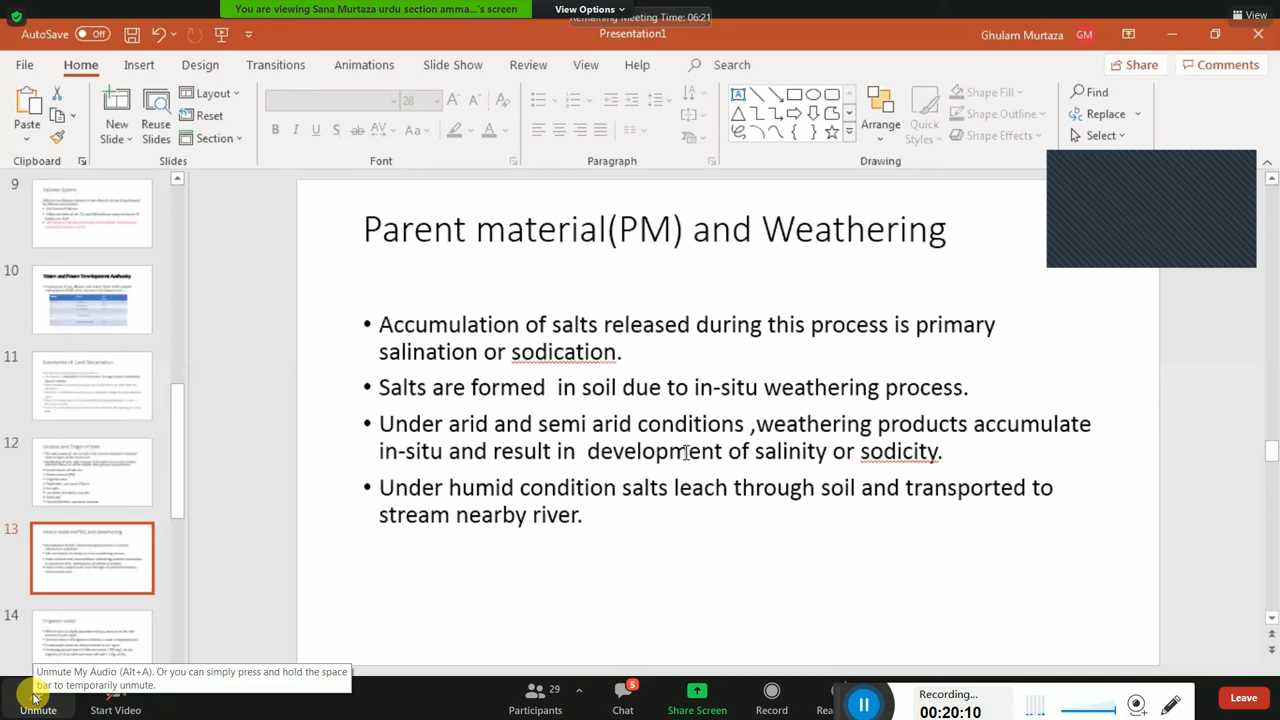 You are viewing Sana Murtaza urdu section amma...'s screen
View Options
Remaining Meeting Time: 06:21
View
AutoSave Off
Presentation1
Ghulam Murtaza GM
File Home Insert Design Transitions Animations Slide Show Review View Help Search
Share Comments
Paste
New Slide
Reuse Slides
Layout
Reset
Section
28
Arrange
Quick Styles
Shape Fill
Shape Outline
Shape Effects
Find
Replace
Select
Clipboard Slides Font Paragraph Drawing
9
10
11
12
13
14
Parent material(PM) and Weathering
• Accumulation of salts released during this process is primary
salination or sodication.
• Salts are formed in soil due to in-situ weathering process.
• Under arid and semi arid conditions ,weathering products accumulate
in-situ and result in development of salinity or sodicity.
• Under humid condition salts leach through soil and transported to
stream nearby river.
Unmute My Audio (Alt+A). Or you can simply press and hold the space
bar to temporarily unmute.
Unmute
Start Video
29
Participants
5
Chat
Share Screen
Record
Rea
Recording...
00:20:10
Leave